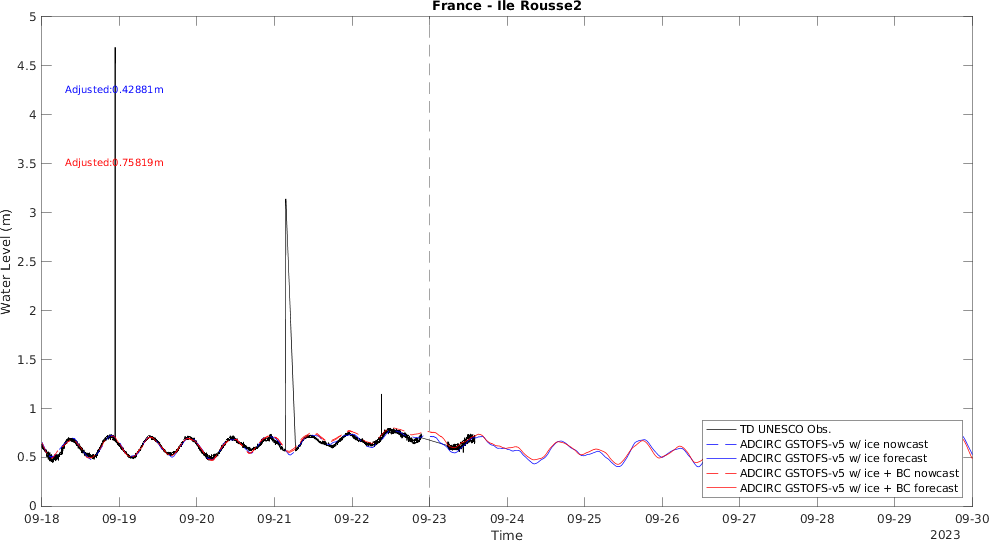 France - Ile Rousse2
5
4.5
4
3.5
3
2.5
2
1.5
1
0.5
0
Water Level (m)
Adjusted:0.42881m
Adjusted:0.75819m
TD UNESCO Obs.
ADCIRC GSTOFS-v5 w/ ice nowcast
ADCIRC GSTOFS-v5 w/ ice forecast
ADCIRC GSTOFS-v5 w/ ice + BC nowcast
ADCIRC GSTOFS-v5 w/ ice + BC forecast
09-18 09-19 09-20 09-21 09-22 09-23 09-24 09-25 09-26 09-27 09-28 09-29 09-30
Time
2023